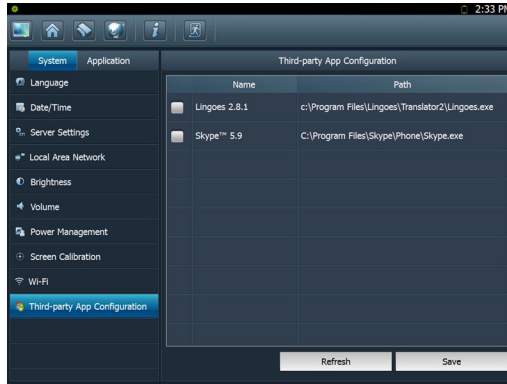 2:33 PM
System Application
Third-party App Configuration
Language
Date/Time
Server Settings
Local Area Network
Brightness
Volume
Power Management
Screen Calibration
Wi-Fi
Third-party App Configuration
Name Path
Lingoes 2.8.1 c:\Program Files\Lingoes\Translator2\Lingoes.exe
Skype™ 5.9 C:\Program Files\Skype\Phone\Skype.exe
Refresh Save